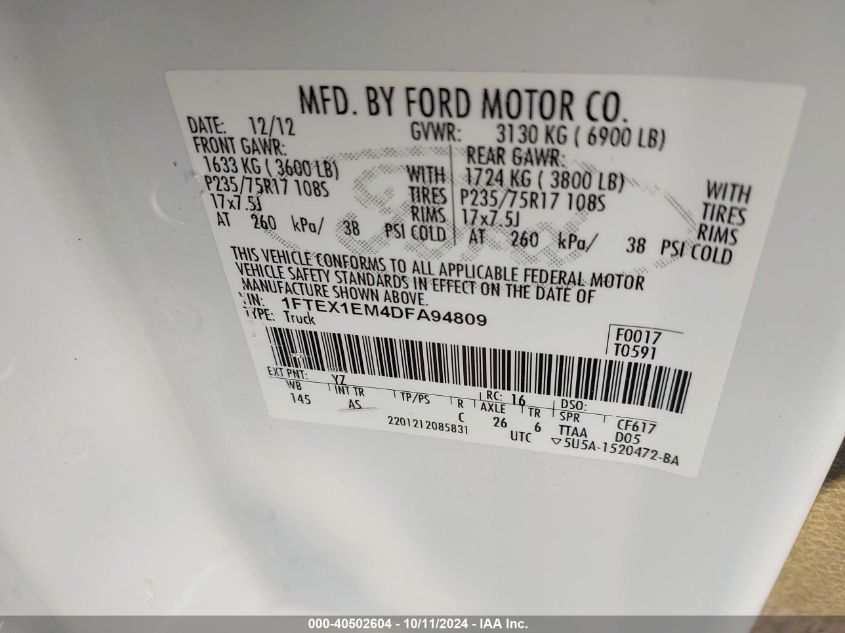 MFD. BY FORD MOTOR CO.
DATE: 12/12 GVWR: 3130 KG ( 6900 LB)
FRONT GAWR: REAR GAWR:
1633 KG ( 3600 LB) WITH 1724 KG ( 3800 LB) WITH
P235/75R17 108S TIRES P235/75R17 108S TIRES
17x7.5J RIMS 17x7.5J RIMS
AT 260 kPa/ 38 PSI COLD AT 260 kPa/ 38 PSI COLD
Ford
THIS VEHICLE CONFORMS TO ALL APPLICABLE FEDERAL MOTOR
VEHICLE SAFETY STANDARDS IN EFFECT ON THE DATE OF
MANUFACTURE SHOWN ABOVE.
VIN: 1FTEX1EM4DFA94809
TYPE: Truck
F0017
T0591
EXT PNT: YZ RC: 16 DSO:
WB INT TR TP/PS R AXLE TR SPR CF617
145 AS C 26 6 TTAA D05
2201212085831 UTC ▽5U5A-1520472-BA
000-40502604 - 10/11/2024 - IAA Inc.